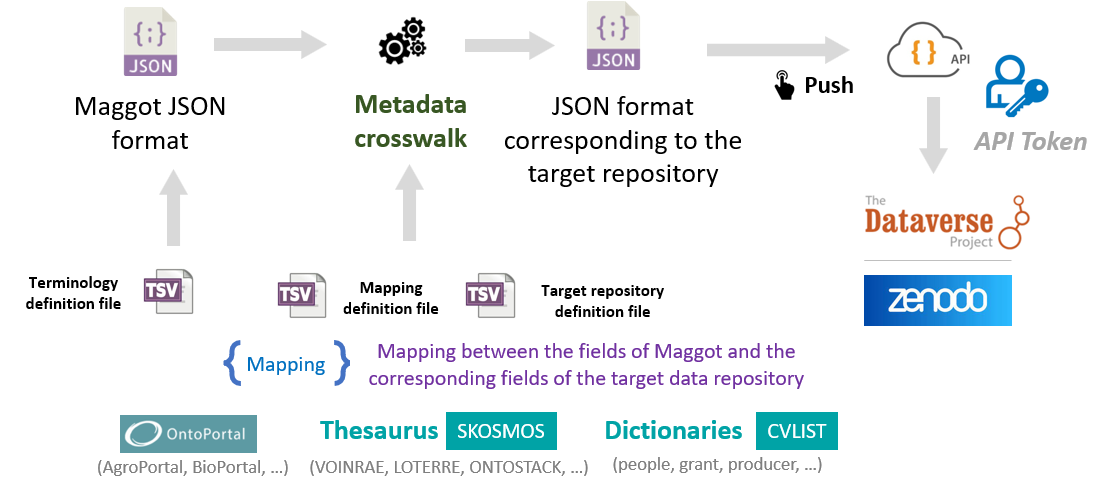 {;}
JSON
Maggot JSON
format
Metadata
crosswalk
{;}
JSON
JSON format
corresponding to the
target repository
Push
{ }
API
API Token
The
Dataverse
Project
zenodo
Terminology
definition file
TSV
TSV
Mapping
definition file
TSV
Target repository
definition file
{ Mapping }
Mapping between the fields of Maggot and the
corresponding fields of the target data repository
OntoPortal
(AgroPortal, BioPortal, ...)
Thesaurus SKOSMOS
(VOINRAE, LOTERRE, ONTOSTACK, ...)
Dictionaries CVLIST
(people, grant, producer, ...)